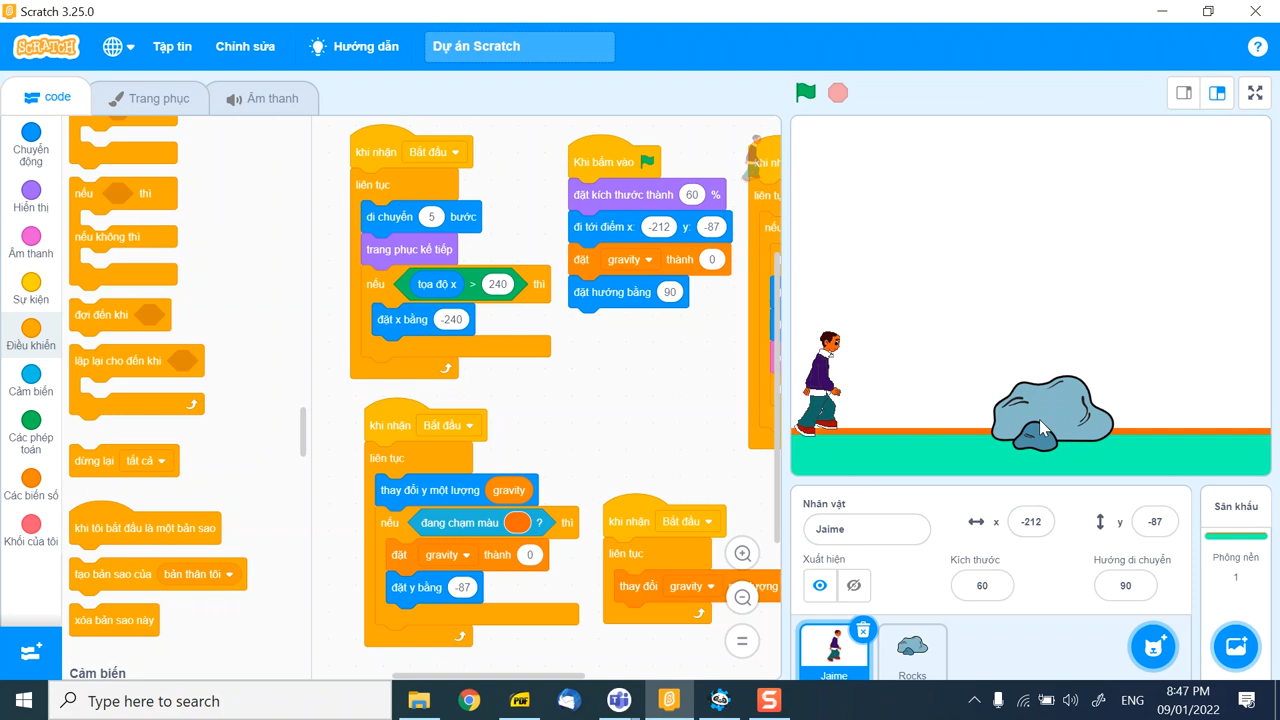 Scratch 3.25.0
SCRATCH
Tập tin
Chỉnh sửa
Hướng dẫn
Dự án Scratch
?
code
Trang phục
Âm thanh
Chuyển động
Hiển thị
Âm thanh
Sự kiện
Điều khiển
Cảm biến
Các phép toán
Các biến số
Khối của tôi
nếu thì
nếu không thì
đợi đến khi
lặp lại cho đến khi
dừng lại tất cả
khi tôi bắt đầu là một bản sao
tạo bản sao của bản thân tôi
xóa bản sao này
Cảm biến
khi nhận Bắt đầu
liên tục
di chuyển 5 bước
trang phục kế tiếp
nếu tọa độ x > 240 thì
đặt x bằng -240
khi nhận Bắt đầu
liên tục
thay đổi y một lượng gravity
nếu đang chạm màu ? thì
đặt gravity thành 0
đặt y bằng -87
Khi bấm vào
đặt kích thước thành 60 %
đi tới điểm x: -212 y: -87
đặt gravity thành 0
đặt hướng bằng 90
khi nhận Bắt đầu
liên tục
thay đổi gravity
Nhân vật
Jaime
x -212
y -87
Xuất hiện
Kích thước
60
Hướng di chuyển
90
Sân khấu
Phông nền
1
Jaime
Rocks
Type here to search
PDF
ENG
8:47 PM
09/01/2022